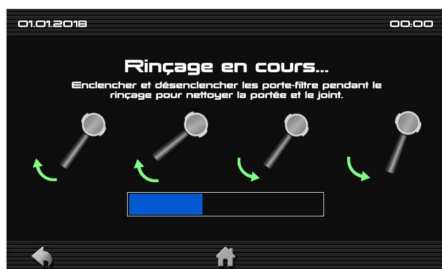 01.01.2018 00:00
Rinçage en cours...
Enclencher et désenclencher les porte-filtre pendant le
rinçage pour nettoyer la portée et le joint.